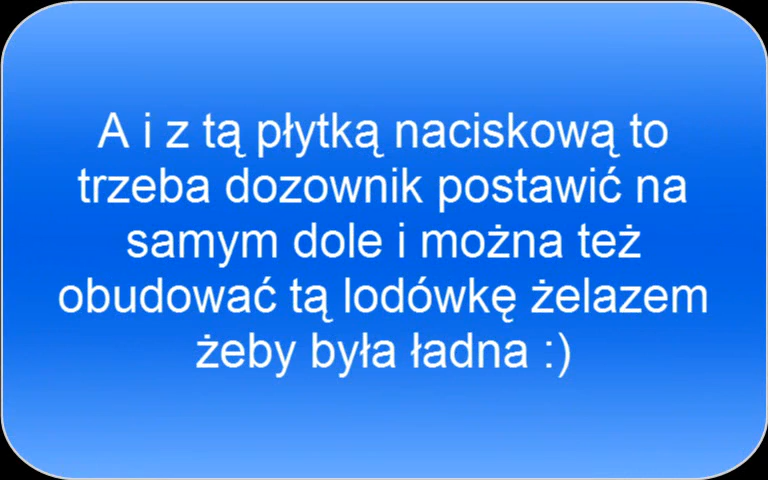 A i z tą płytką naciskową to
trzeba dozownik postawić na
samym dole i można też
obudować tą lodówkę żelazem
żeby była ładna :)